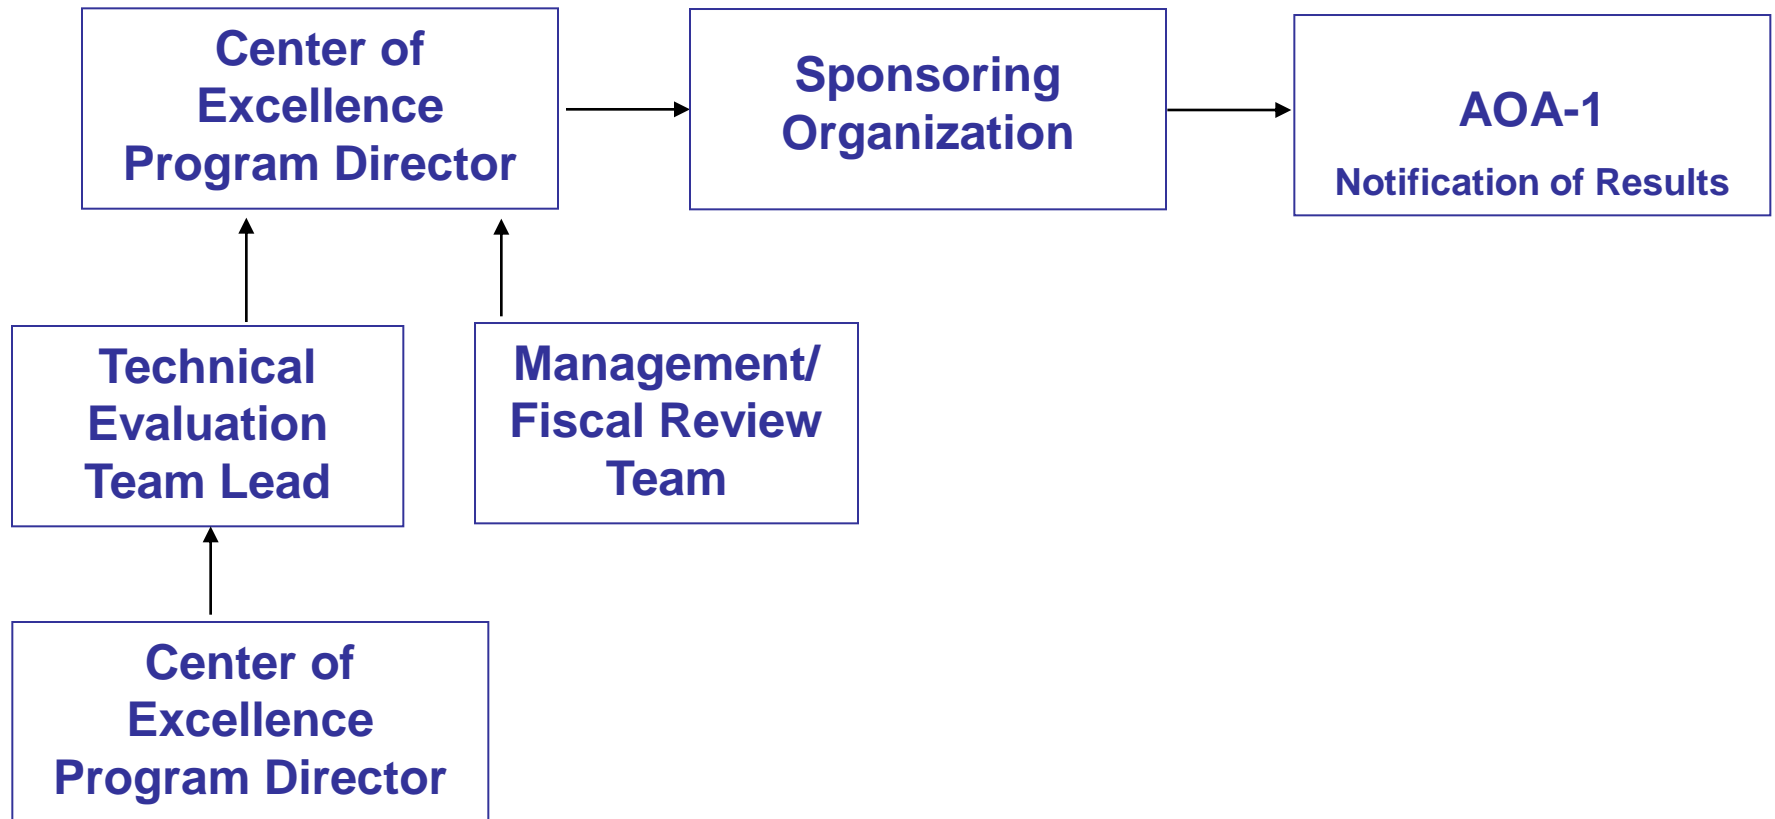 Center of
Excellence
Program Director
Sponsoring
Organization
AOA-1
Notification of Results
Technical
Evaluation
Team Lead
Management/
Fiscal Review
Team
Center of
Excellence
Program Director